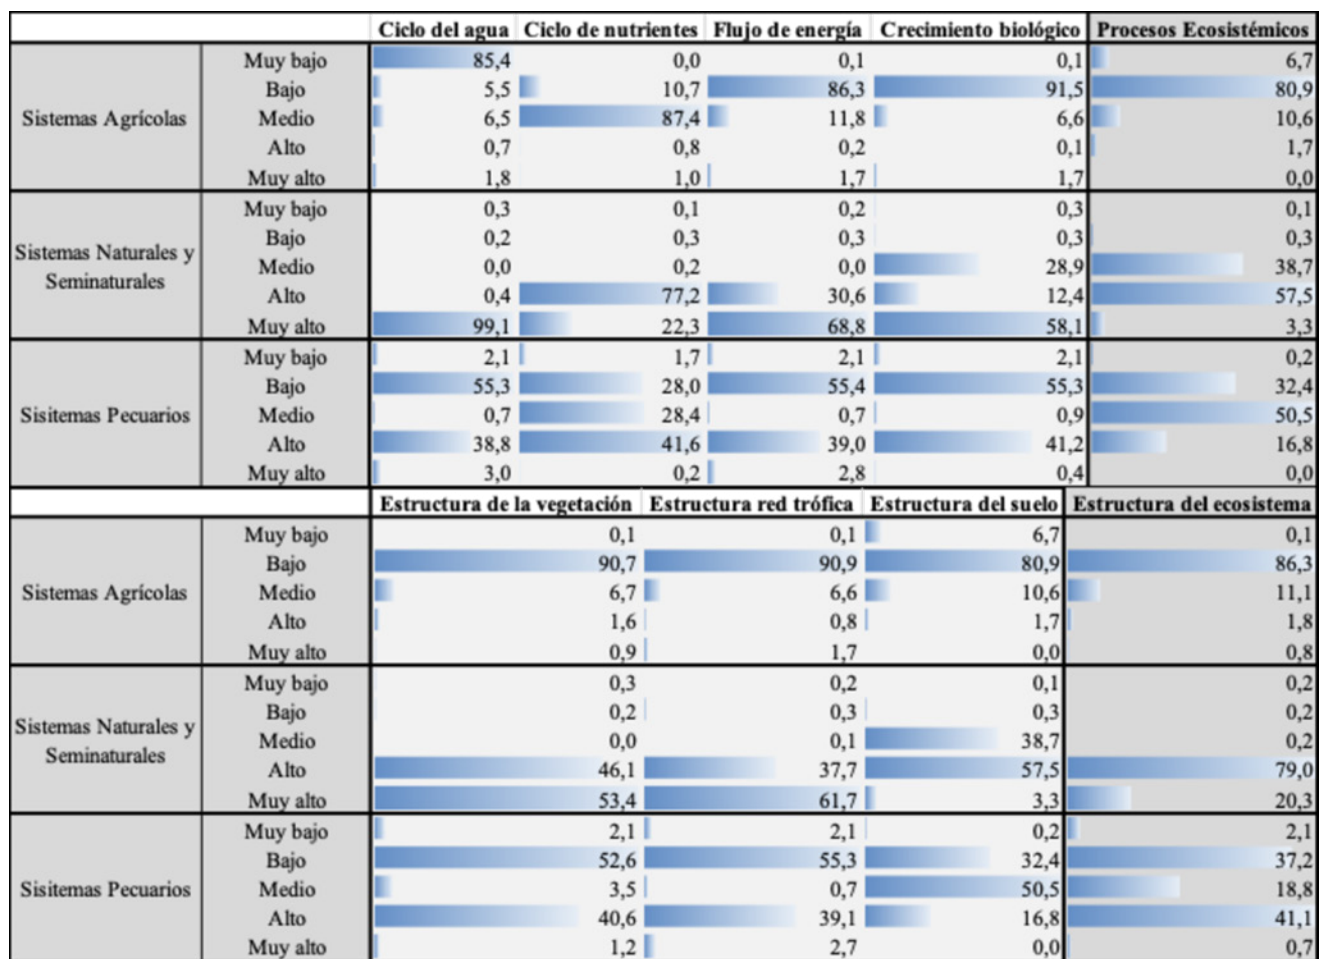 Ciclo del agua Ciclo de nutrientes Flujo de energía Crecimiento biológico Procesos Ecosistémicos
Muy bajo 85,4 0,0 0,1 0,1 6,7
Bajo 5,5 10,7 86,3 91,5 80,9
Sistemas Agrícolas Medio 6,5 87,4 11,8 6,6 10,6
Alto 0,7 0,8 0,2 0,1 1,7
Muy alto 1,8 1,0 1,7 1,7 0,0
Muy bajo 0,3 0,1 0,2 0,3 0,1
Bajo 0,2 0,3 0,3 0,3 0,3
Sistemas Naturales y
Seminaturales
Medio 0,0 0,2 0,0 28,9 38,7
Alto 0,4 77,2 30,6 12,4 57,5
Muy alto 99,1 22,3 68,8 58,1 3,3
Muy bajo 2,1 1,7 2,1 2,1 0,2
Bajo 55,3 28,0 55,4 55,3 32,4
Sisitemas Pecuarios Medio 0,7 28,4 0,7 0,9 50,5
Alto 38,8 41,6 39,0 41,2 16,8
Muy alto 3,0 0,2 2,8 0,4 0,0
Estructura de la vegetación Estructura red trófica Estructura del suelo Estructura del ecosistema
Muy bajo 0,1 0,1 6,7 0,1
Bajo 90,7 90,9 80,9 86,3
Sistemas Agrícolas Medio 6,7 6,6 10,6 11,1
Alto 1,6 0,8 1,7 1,8
Muy alto 0,9 1,7 0,0 0,8
Muy bajo 0,3 0,2 0,1 0,2
Bajo 0,2 0,3 0,3 0,2
Sistemas Naturales y
Seminaturales
Medio 0,0 0,1 38,7 0,2
Alto 46,1 37,7 57,5 79,0
Muy alto 53,4 61,7 3,3 20,3
Muy bajo 2,1 2,1 0,2 2,1
Bajo 52,6 55,3 32,4 37,2
Sisitemas Pecuarios Medio 3,5 0,7 50,5 18,8
Alto 40,6 39,1 16,8 41,1
Muy alto 1,2 2,7 0,0 0,7